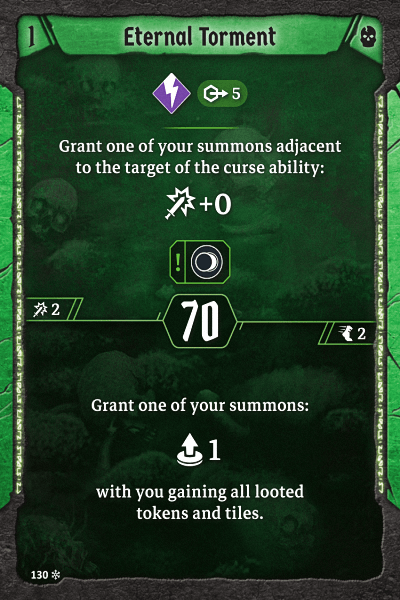 1 Eternal Torment
5
Grant one of your summons adjacent
to the target of the curse ability:
+0
!
2
70
2
Grant one of your summons:
1
with you gaining all looted
tokens and tiles.
130